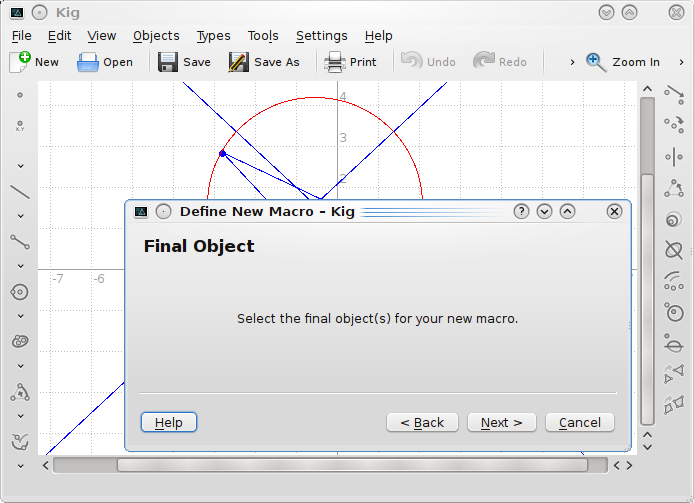 Kig
File Edit View Objects Types Tools Settings Help
New Open Save Save As Print Undo Redo Zoom In
X,Y
4
3
2
-7 -6
Define New Macro – Kig
Final Object
Select the final object(s) for your new macro.
Help < Back Next > Cancel